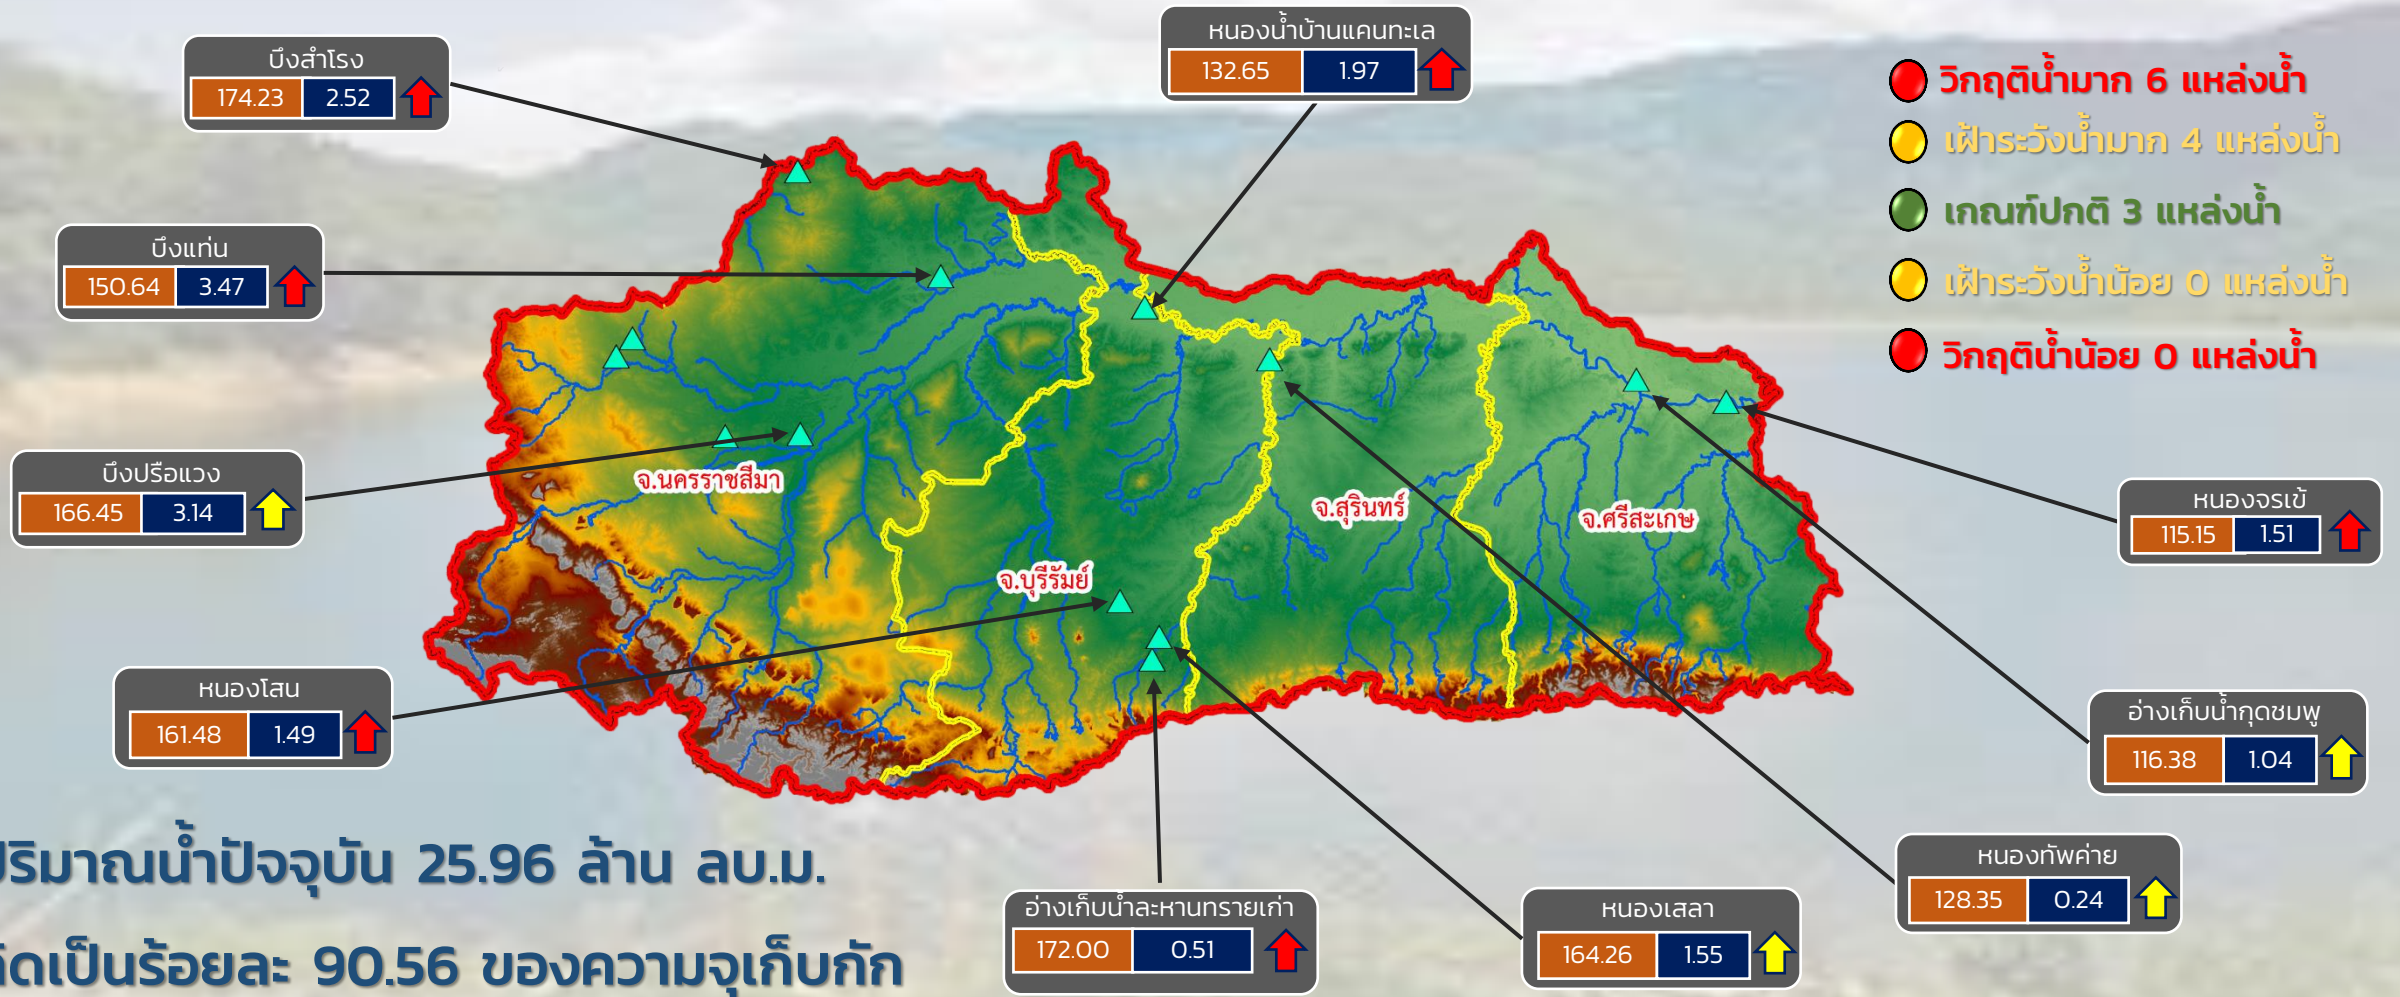 บึงสำโรง
174.23 2.52
หนองน้ำบ้านแคนทะเล
132.65 1.97
วิกฤติน้ำมาก 6 แหล่งน้ำ
เฝ้าระวังน้ำมาก 4 แหล่งน้ำ
เกณฑ์ปกติ 3 แหล่งน้ำ
เฝ้าระวังน้ำน้อย 0 แหล่งน้ำ
วิกฤติน้ำน้อย 0 แหล่งน้ำ
บึงแท่น
150.64 3.47
บึงปรือแวง
166.45 3.14
จ.นครราชสีมา
จ.บุรีรัมย์
จ.สุรินทร์
จ.ศรีสะเกษ
หนองจรเข้
115.15 1.51
หนองโสน
161.48 1.49
อ่างเก็บน้ำกุดชมพู
116.38 1.04
หนองทัพค่าย
128.35 0.24
อ่างเก็บน้ำละหานทรายเก่า
172.00 0.51
หนองเสลา
164.26 1.55
ปริมาณน้ำปัจจุบัน 25.96 ล้าน ลบ.ม.
คิดเป็นร้อยละ 90.56 ของความจุเก็บกัก